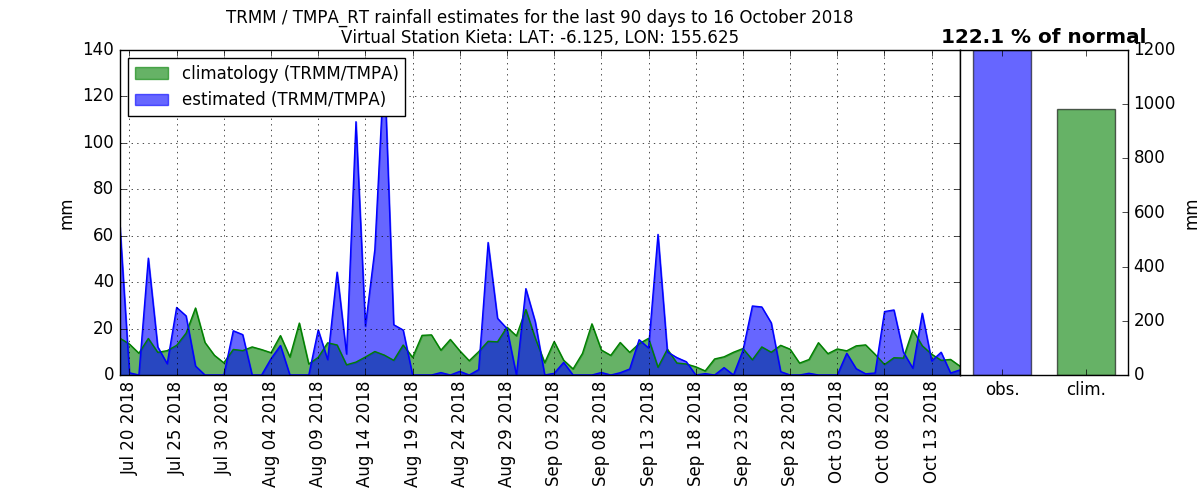 TRMM / TMPA_RT rainfall estimates for the last 90 days to 16 October 2018
Virtual Station Kieta: LAT: -6.125, LON: 155.625
122.1 % of normal
climatology (TRMM/TMPA)
estimated (TRMM/TMPA)
mm
140
120
100
80
60
40
20
0
Jul 20 2018
Jul 25 2018
Jul 30 2018
Aug 04 2018
Aug 09 2018
Aug 14 2018
Aug 19 2018
Aug 24 2018
Aug 29 2018
Sep 03 2018
Sep 08 2018
Sep 13 2018
Sep 18 2018
Sep 23 2018
Sep 28 2018
Oct 03 2018
Oct 08 2018
Oct 13 2018
obs.
clim.
1200
1000
800
600
400
200
0
mm